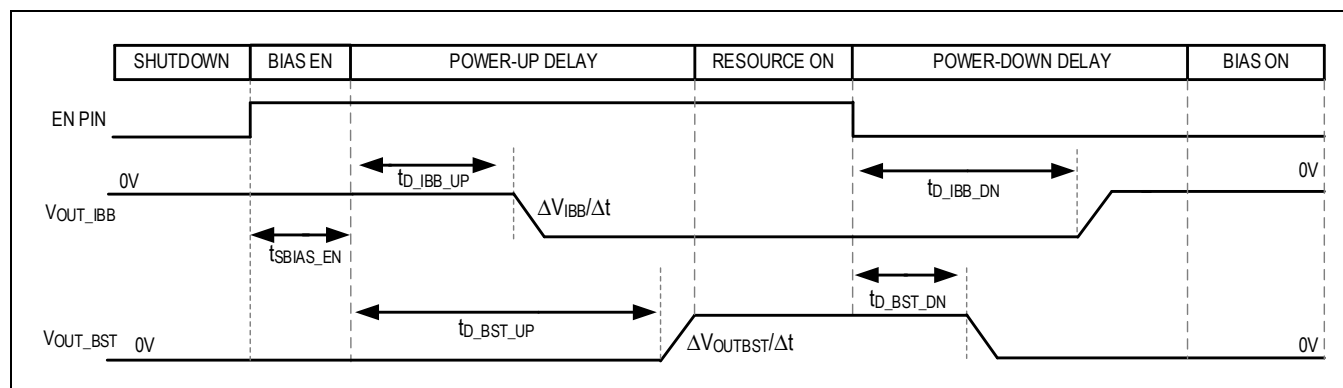 SHUTDOWN BIAS EN POWER-UP DELAY RESOURCE ON POWER-DOWN DELAY BIAS ON
EN PIN
0V tD_IBB_UP tD_IBB_DN 0V
VOUT_IBB ΔVIBB/Δt
tSBIAS_EN
tD_BST_DN
tD_BST_UP
VOUT_BST 0V ΔVOUTBST/Δt 0V